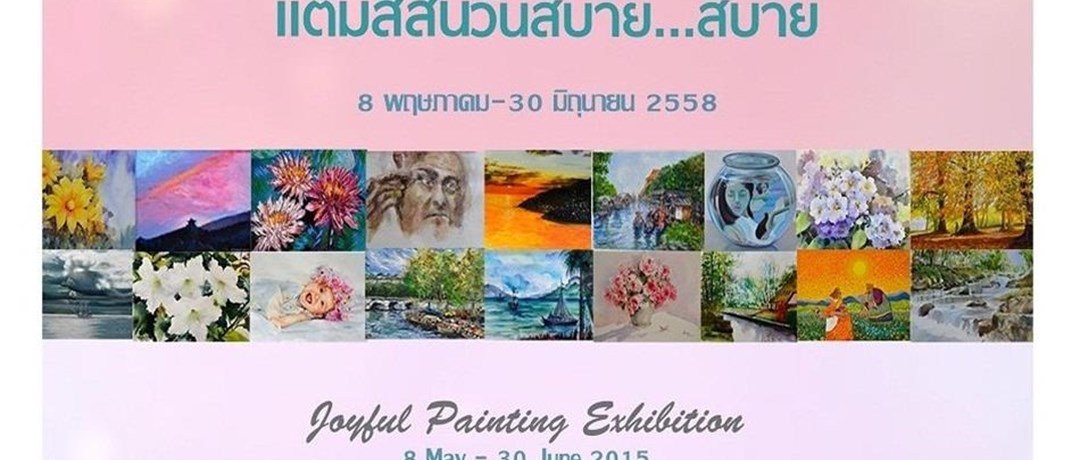 แต้มสีสันวันสบาย...สบาย
8 พฤษภาคม-30 มิถุนายน 2558
Joyful Painting Exhibition
8 May - 30 June 2015